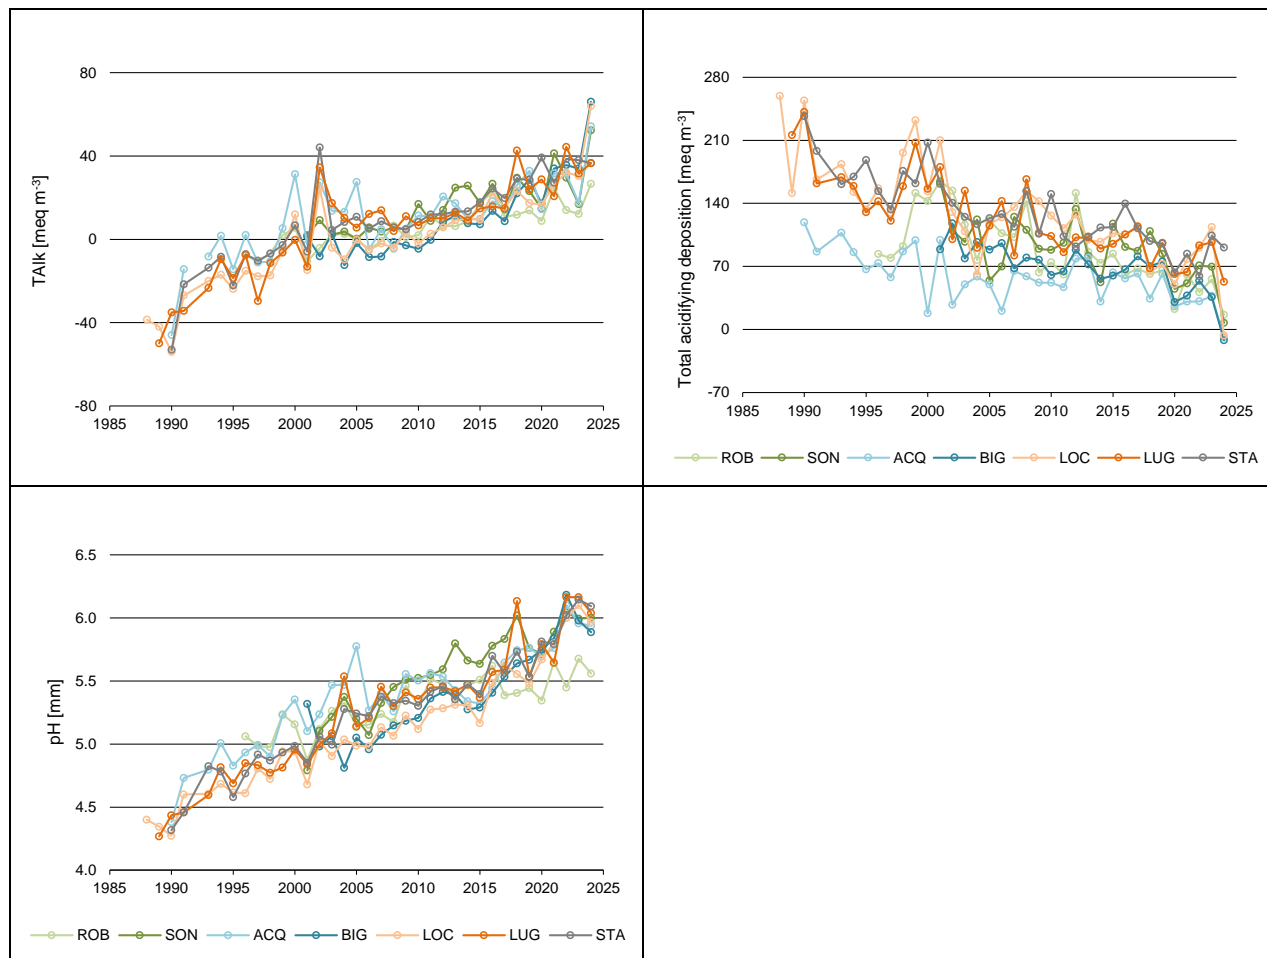 80
40
0
-40
-80
TAlk [meq m-3]
1985 1990 1995 2000 2005 2010 2015 2020 2025
280
210
140
70
0
-70
Total acidifying deposition [meq m-3]
1985 1990 1995 2000 2005 2010 2015 2020 2025
ROB SON ACQ BIG LOC LUG STA
6.5
6.0
5.5
5.0
4.5
4.0
pH [mm]
1985 1990 1995 2000 2005 2010 2015 2020 2025
ROB SON ACQ BIG LOC LUG STA